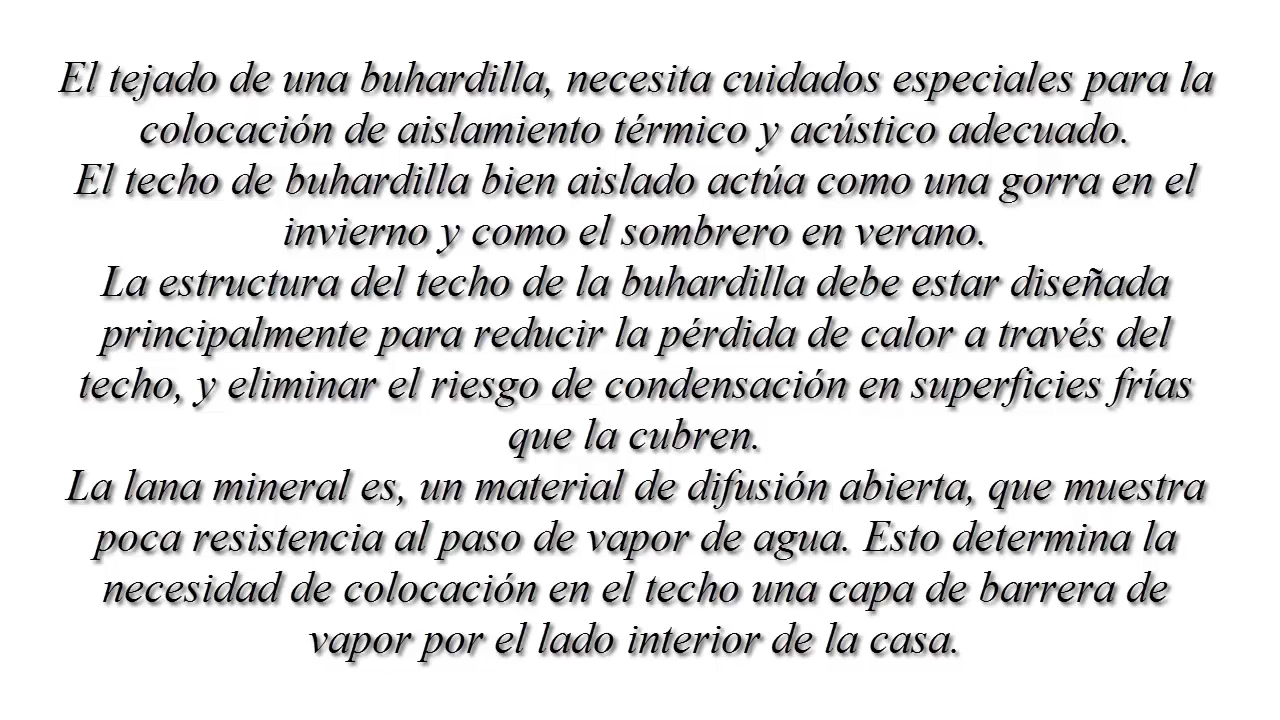 El tejado de una buhardilla, necesita cuidados especiales para la
colocación de aislamiento térmico y acústico adecuado.
El techo de buhardilla bien aislado actúa como una gorra en el
invierno y como el sombrero en verano.
La estructura del techo de la buhardilla debe estar diseñada
principalmente para reducir la pérdida de calor a través del
techo, y eliminar el riesgo de condensación en superficies frías
que la cubren.
La lana mineral es, un material de difusión abierta, que muestra
poca resistencia al paso de vapor de agua. Esto determina la
necesidad de colocación en el techo una capa de barrera de
vapor por el lado interior de la casa.